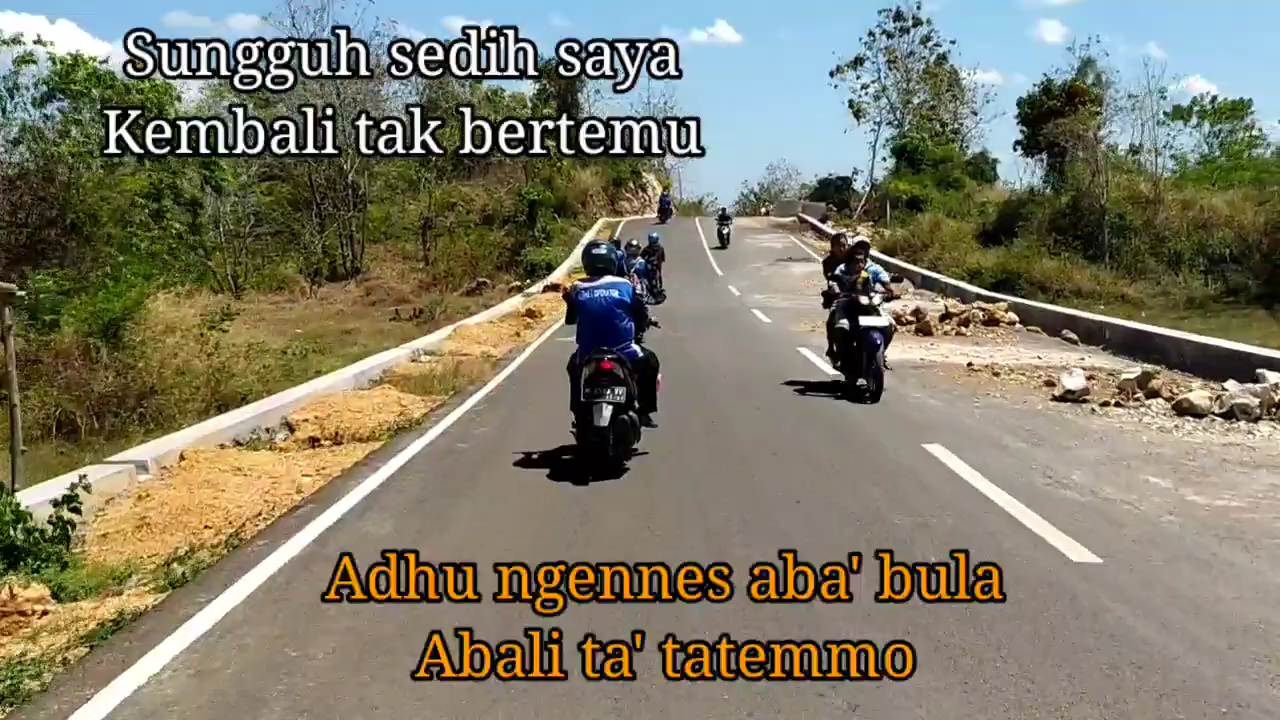 Sungguh sedih saya
Kembali tak bertemu
Adhu ngennes aba' bula
Abali ta' tatemmo